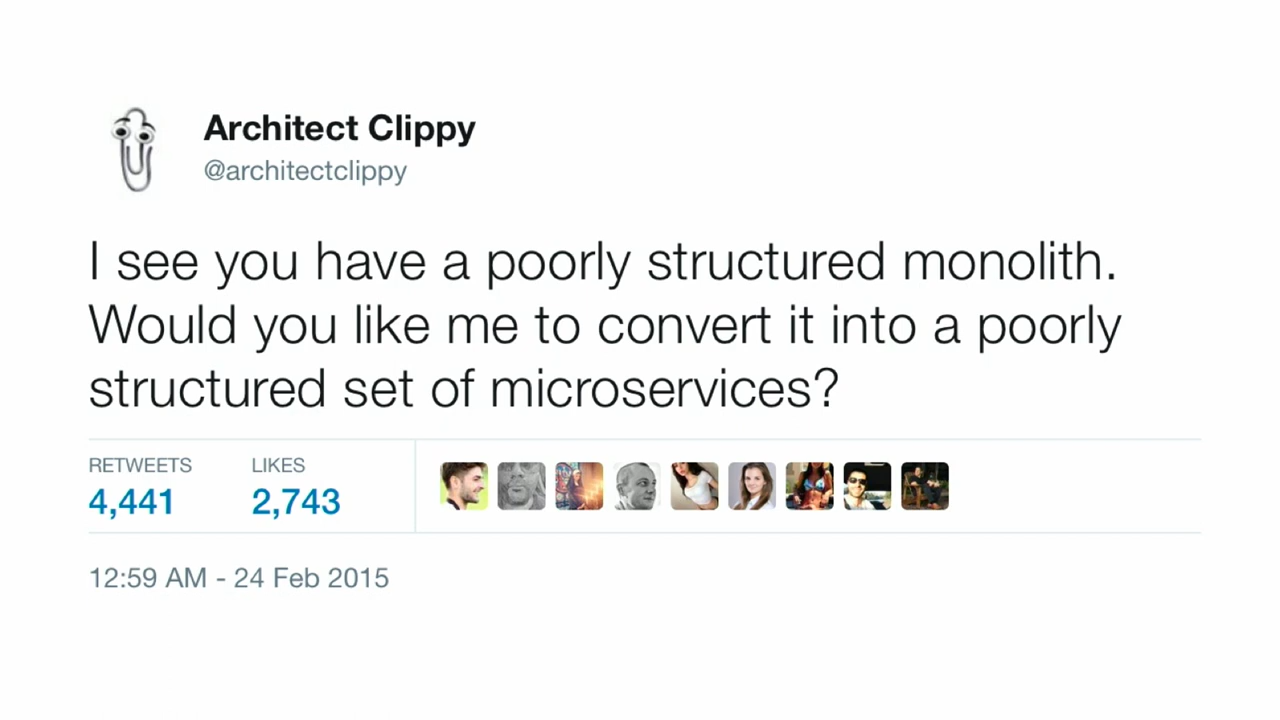 Architect Clippy
@architectclippy
I see you have a poorly structured monolith.
Would you like me to convert it into a poorly
structured set of microservices?
RETWEETS LIKES
4,441 2,743
12:59 AM - 24 Feb 2015